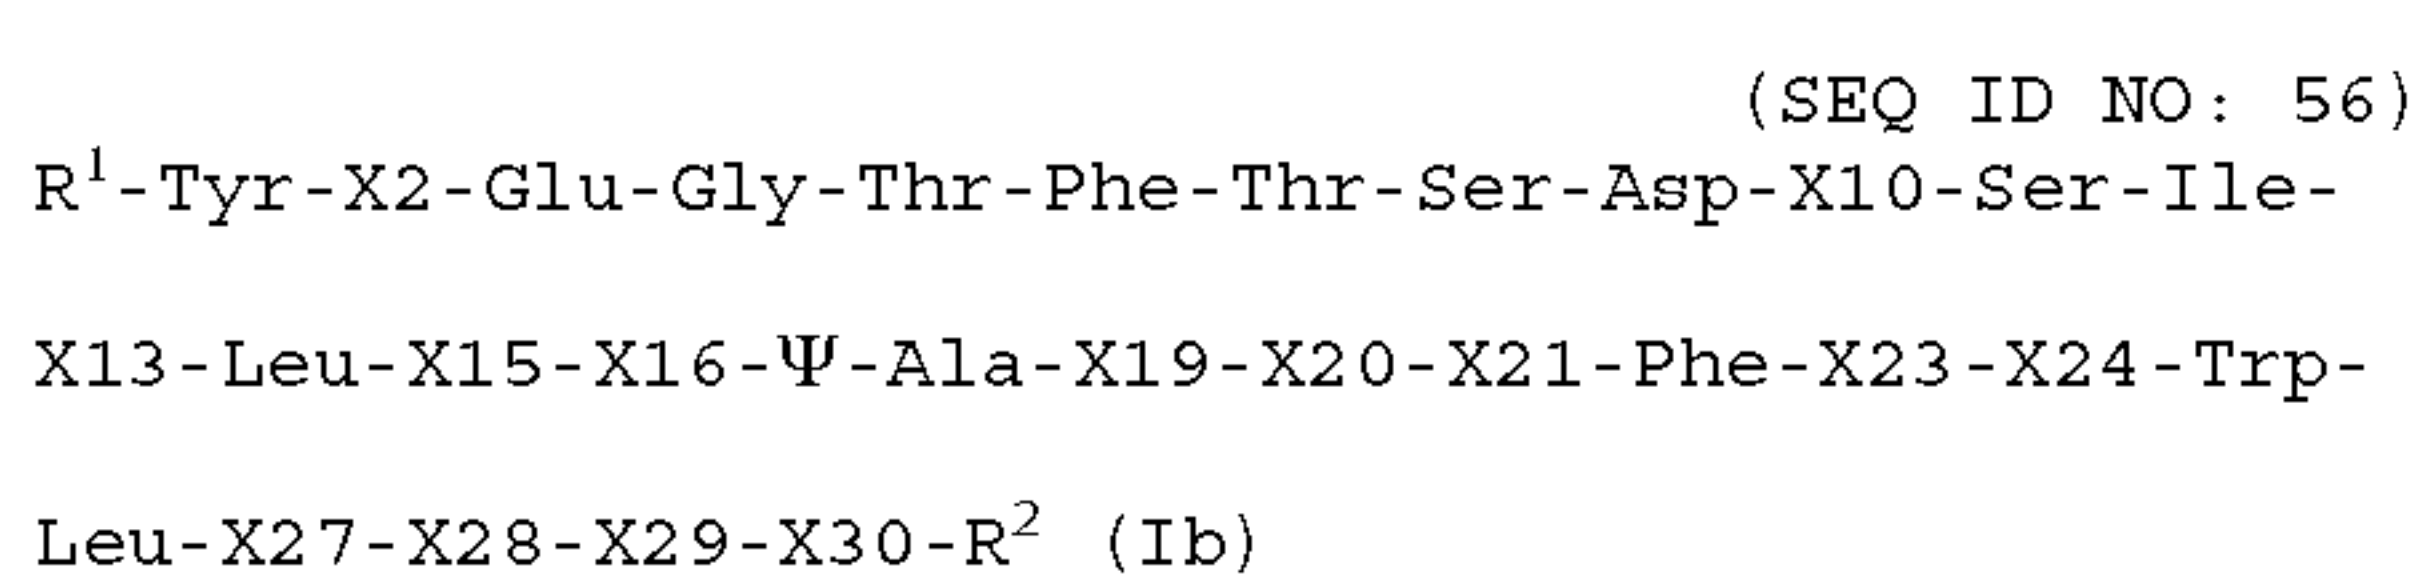 (SEQ ID NO: 56)
R¹-Tyr-X2-Glu-Gly-Thr-Phe-Thr-Ser-Asp-X10-Ser-Ile-
X13-Leu-X15-X16-Ψ-Ala-X19-X20-X21-Phe-X23-X24-Trp-
Leu-X27-X28-X29-X30-R² (Ib)